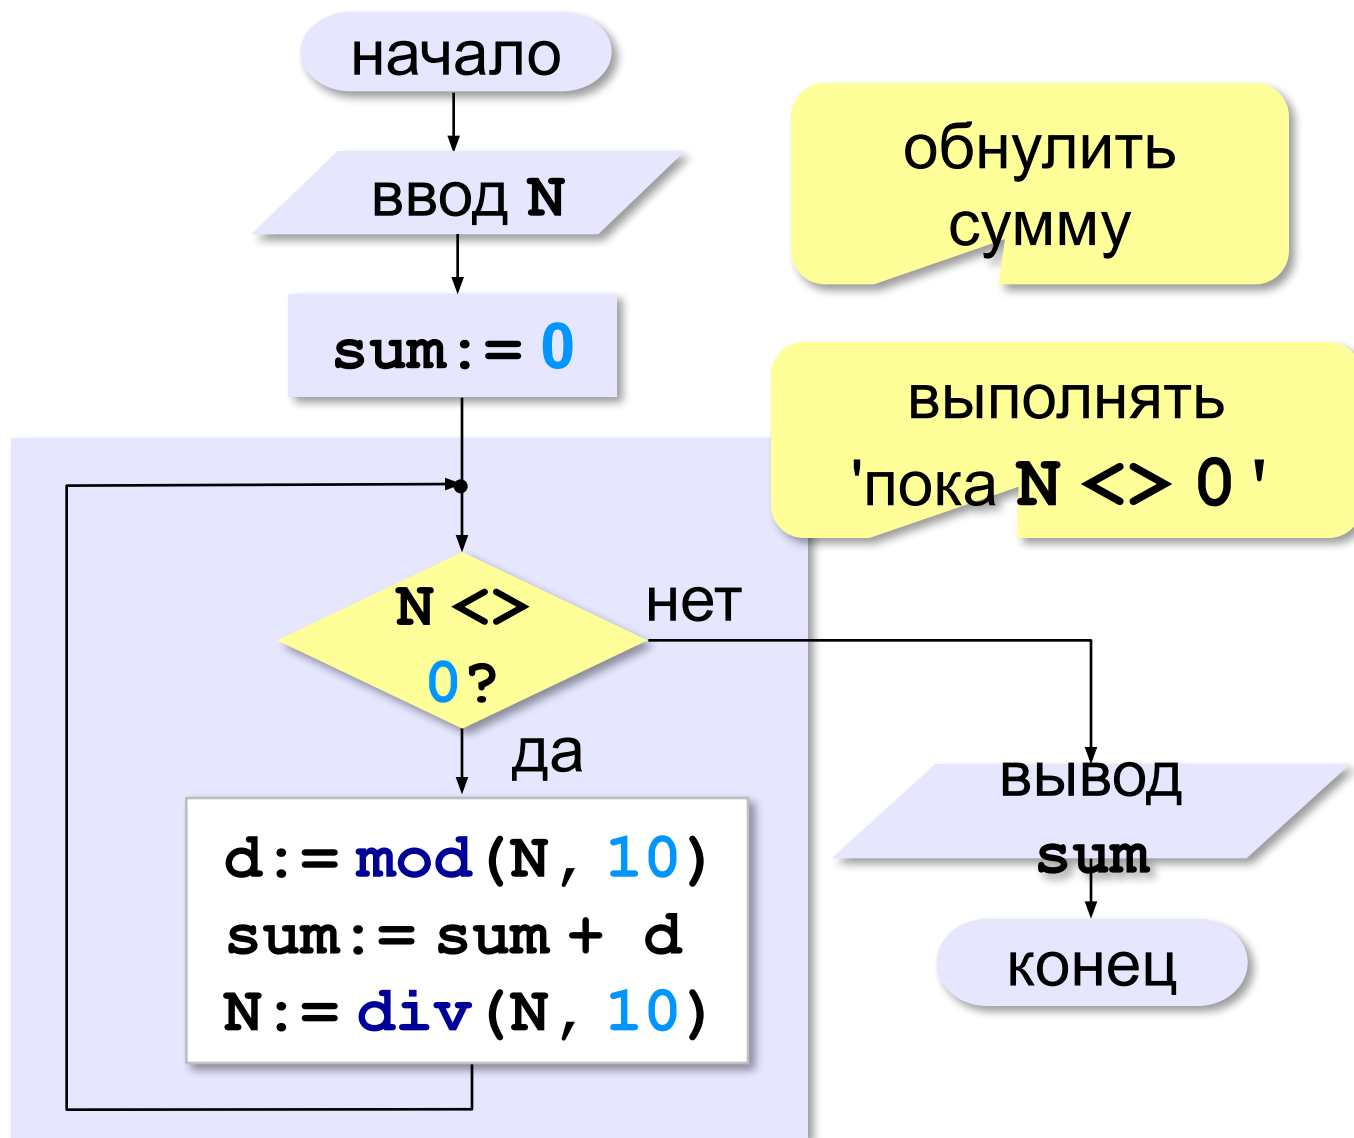 начало
ввод N
sum:= 0
обнулить
сумму
выполнять
'пока N <> 0 '
N <>
0?
нет
да
d:= mod(N, 10)
sum:= sum + d
N:= div(N, 10)
вывод
sum
конец